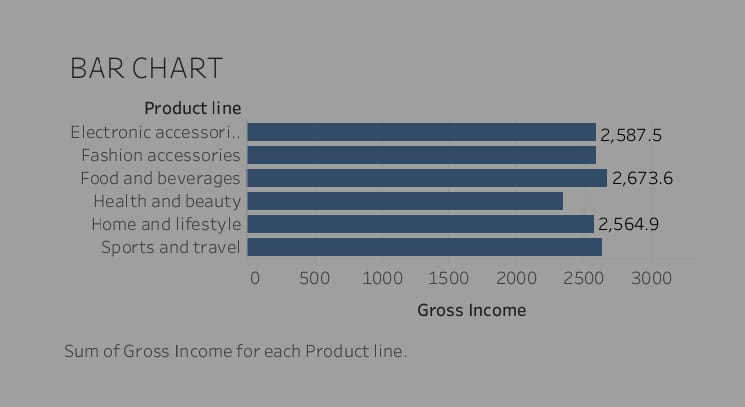 BAR CHART
Product line
Electronic accessori.. 2,587.5
Fashion accessories
Food and beverages 2,673.6
Health and beauty
Home and lifestyle 2,564.9
Sports and travel
0 500 1000 1500 2000 2500 3000
Gross Income
Sum of Gross Income for each Product line.